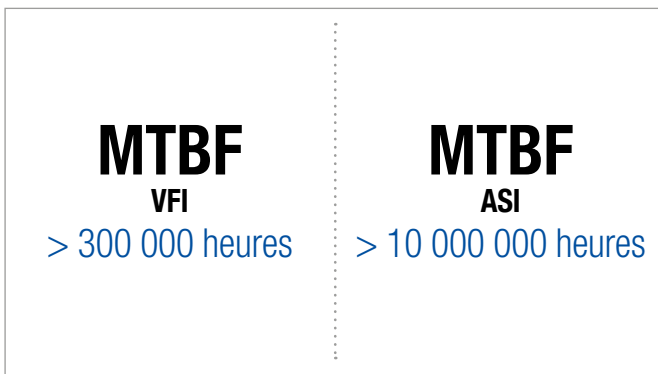 MTBF
VFI
> 300 000 heures
MTBF
ASI
> 10 000 000 heures